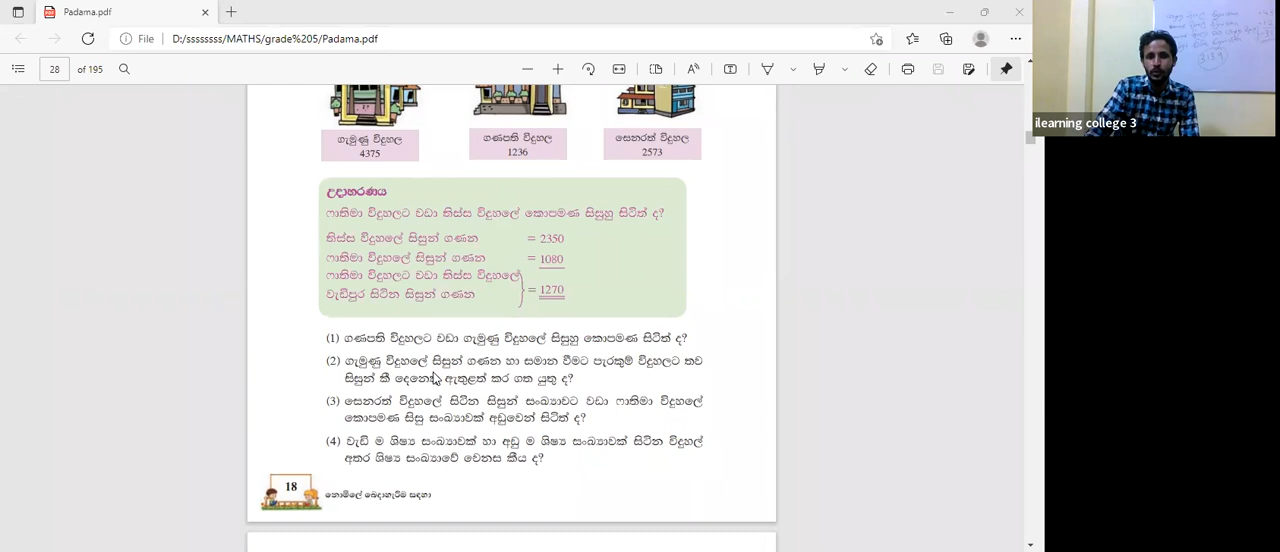 Padama.pdf
File D:/ssssssss/MATHS/grade%205/Padama.pdf
28 of 195
ilearning college 3
ගැමුණු විදුහල
4375
ගණපති විදුහල
1236
සෙනරත් විදුහල
2573
උදාහරණය
ෆාතිමා විදුහලට වඩා තිස්ස විදුහලේ කොපමණ සිසුහු සිටිත් ද?
තිස්ස විදුහලේ සිසුන් ගණන = 2350
ෆාතිමා විදුහලේ සිසුන් ගණන = 1080
ෆාතිමා විදුහලට වඩා තිස්ස විදුහලේ
වැඩිපුර සිටින සිසුන් ගණන = 1270
(1) ගණපති විදුහලට වඩා ගැමුණු විදුහලේ සිසුහු කොපමණ සිටිත් ද?
(2) ගැමුණු විදුහලේ සිසුන් ගණන හා සමාන වීමට පැරකුම් විදුහලට තව
සිසුන් කී දෙනෙක් ඇතුළත් කර ගත යුතු ද?
(3) සෙනරත් විදුහලේ සිටින සිසුන් සංඛ්‍යාවට වඩා ෆාතිමා විදුහලේ
කොපමණ සිසු සංඛ්‍යාවක් අඩුවෙන් සිටිත් ද?
(4) වැඩි ම ශිෂ්‍ය සංඛ්‍යාවක් හා අඩු ම ශිෂ්‍ය සංඛ්‍යාවක් සිටින විදුහල්
අතර ශිෂ්‍ය සංඛ්‍යාවේ වෙනස කීය ද?
18
නොමිලේ බෙදාහැරීම සඳහා